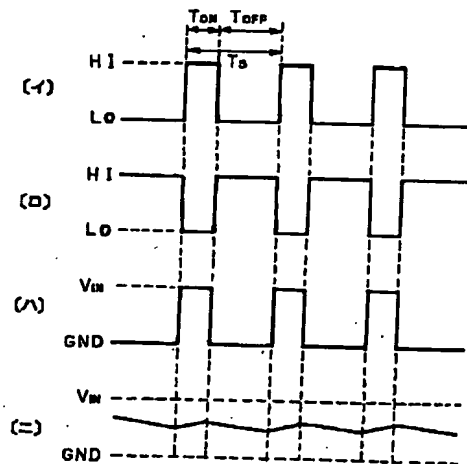 TON TOFF
TS
HI
(イ)
LO
HI
(ロ)
LO
VIN
(ハ)
GND
VIN
(ニ)
GND